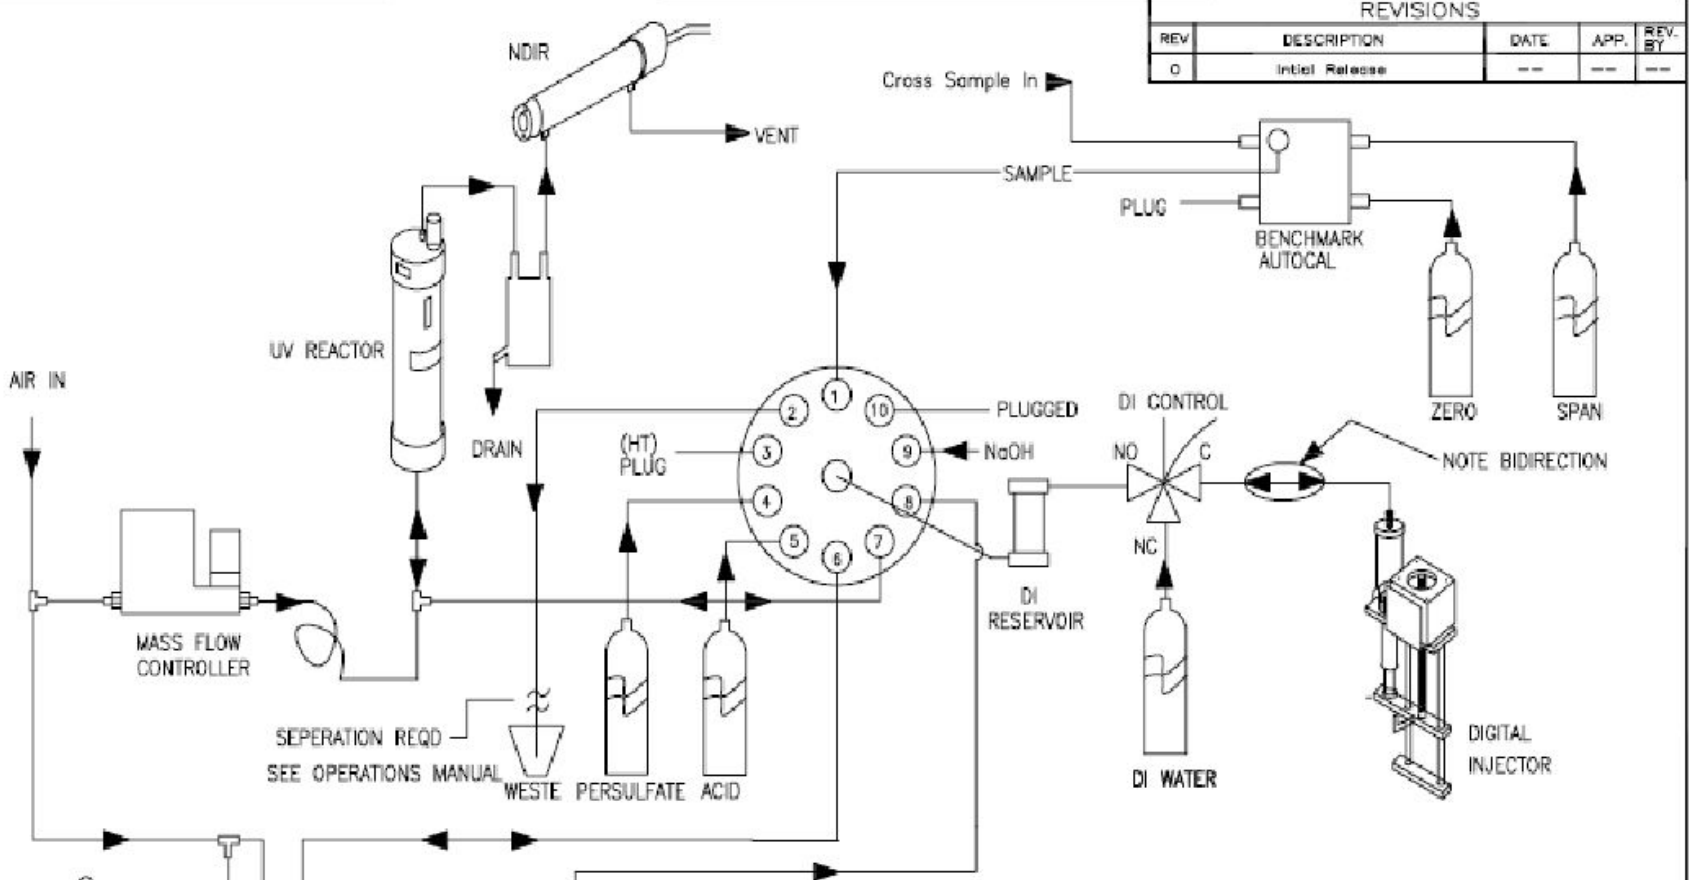 REVISIONS
REV DESCRIPTION DATE APP. REV. BY
0 Intial Release -- -- --
NDIR
VENT
Cross Sample In
SAMPLE
PLUG
BENCHMARK
AUTOCAL
ZERO
SPAN
UV REACTOR
AIR IN
DRAIN
(HT)
PLUG
1
2
3
4
5
6
7
8
9
10
PLUGGED
NaOH
DI CONTROL
NO
C
NC
NOTE BIDIRECTION
DI
RESERVOIR
MASS FLOW
CONTROLLER
SEPERATION REQD
SEE OPERATIONS MANUAL
WESTE
PERSULFATE
ACID
DI WATER
DIGITAL
INJECTOR